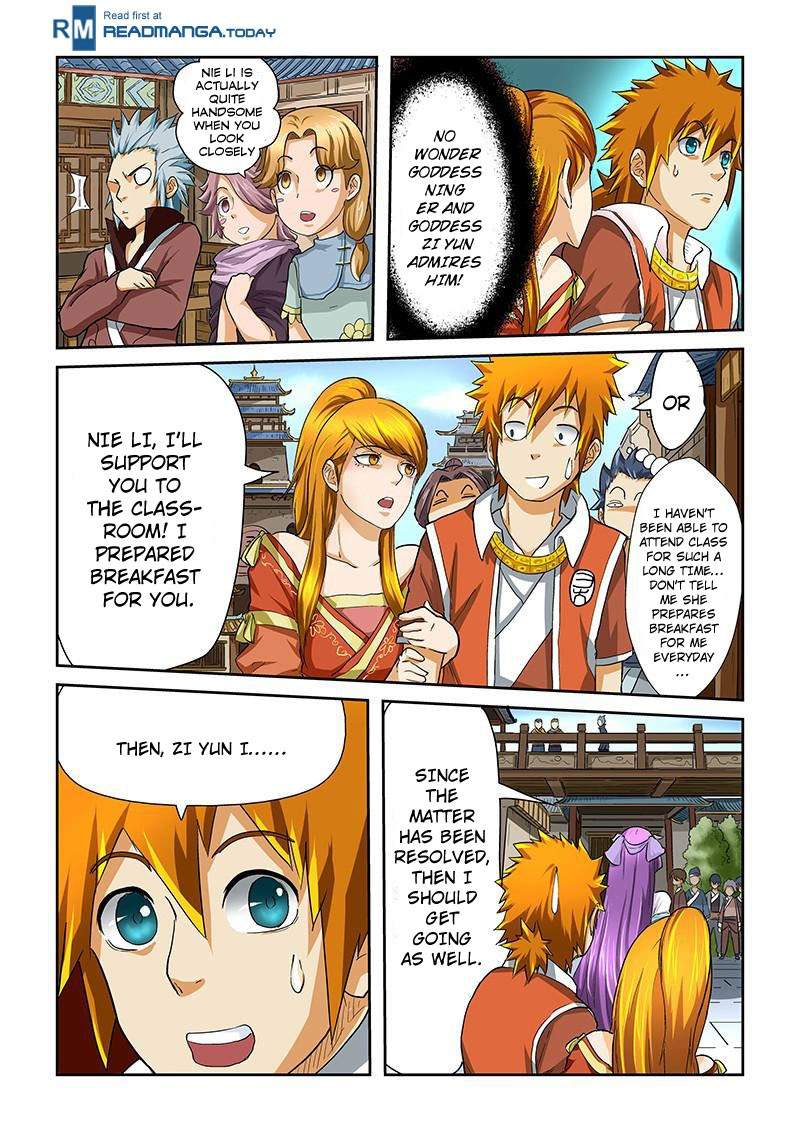 RM
Read first at
READMANGA.TODAY
NIE LI IS
ACTUALLY
QUITE
HANDSOME
WHEN YOU
LOOK
CLOSELY
NO
WONDER
GODDESS
NING
ER AND
GODDESS
ZI YUN
ADMIRES
HIM!
NIE LI, I'LL
SUPPORT
YOU TO
THE CLASS-
ROOM! I
PREPARED
BREAKFAST
FOR YOU.
OR
I HAVEN'T
BEEN ABLE TO
ATTEND CLASS
FOR SUCH A
LONG TIME...
DON'T TELL
ME SHE
PREPARES
BREAKFAST
FOR ME
EVERYDAY
...
THEN, ZI YUN I......
SINCE
THE
MATTER
HAS BEEN
RESOLVED,
THEN I
SHOULD
GET
GOING
AS WELL.